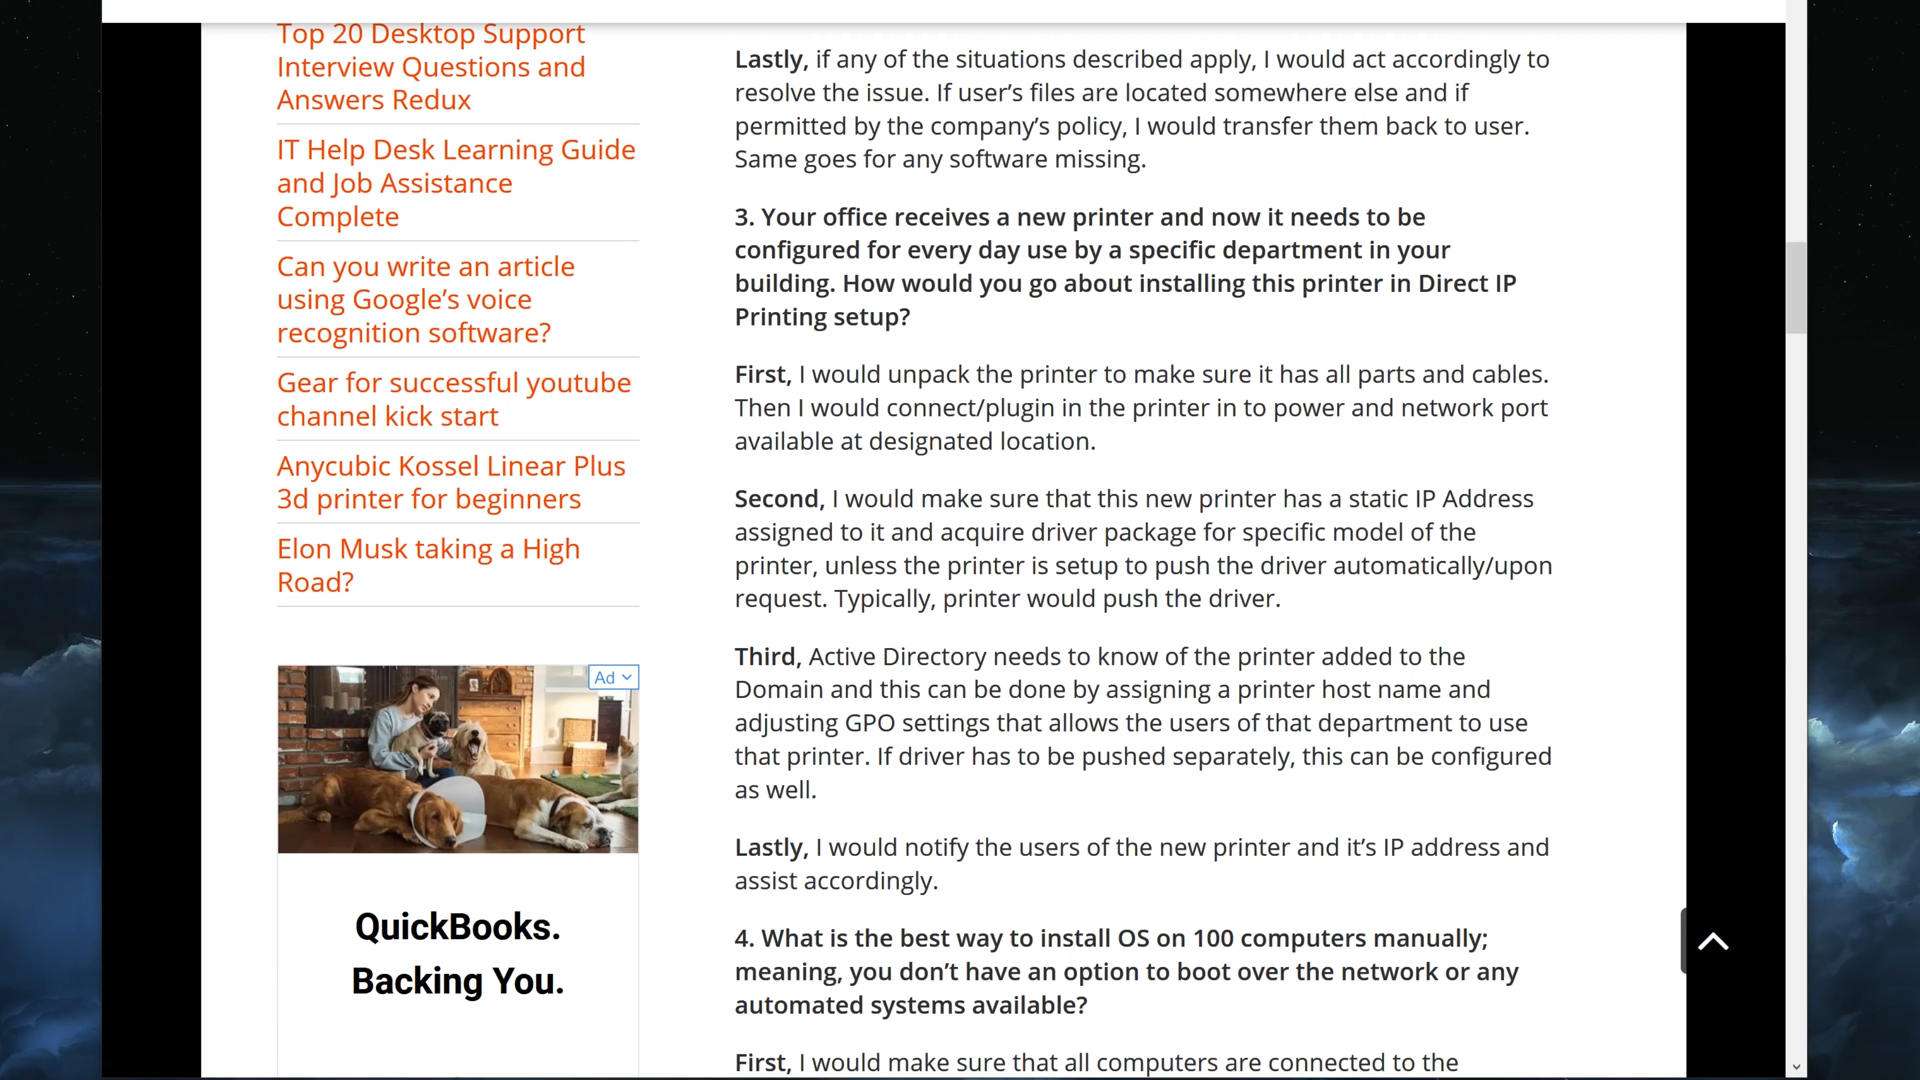 Top 20 Desktop Support
Interview Questions and
Answers Redux
IT Help Desk Learning Guide
and Job Assistance
Complete
Can you write an article
using Google’s voice
recognition software?
Gear for successful youtube
channel kick start
Anycubic Kossel Linear Plus
3d printer for beginners
Elon Musk taking a High
Road?
Ad
QuickBooks.
Backing You.
Lastly, if any of the situations described apply, I would act accordingly to
resolve the issue. If user’s files are located somewhere else and if
permitted by the company’s policy, I would transfer them back to user.
Same goes for any software missing.
3. Your office receives a new printer and now it needs to be
configured for every day use by a specific department in your
building. How would you go about installing this printer in Direct IP
Printing setup?
First, I would unpack the printer to make sure it has all parts and cables.
Then I would connect/plugin in the printer in to power and network port
available at designated location.
Second, I would make sure that this new printer has a static IP Address
assigned to it and acquire driver package for specific model of the
printer, unless the printer is setup to push the driver automatically/upon
request. Typically, printer would push the driver.
Third, Active Directory needs to know of the printer added to the
Domain and this can be done by assigning a printer host name and
adjusting GPO settings that allows the users of that department to use
that printer. If driver has to be pushed separately, this can be configured
as well.
Lastly, I would notify the users of the new printer and it’s IP address and
assist accordingly.
4. What is the best way to install OS on 100 computers manually;
meaning, you don’t have an option to boot over the network or any
automated systems available?
First, I would make sure that all computers are connected to the